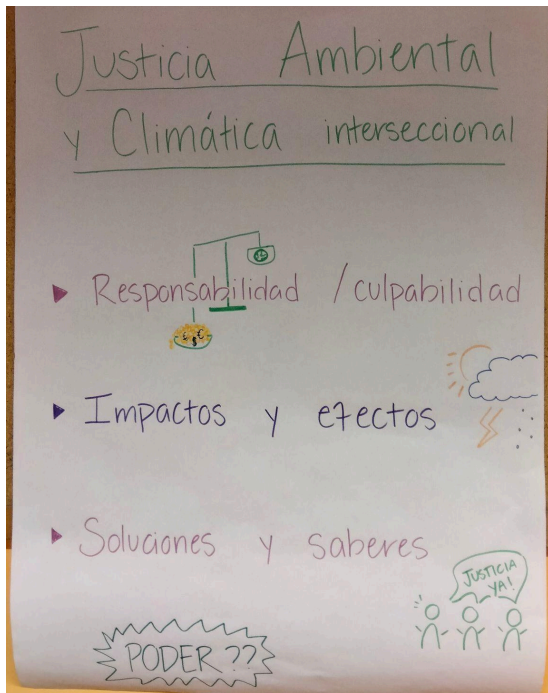 Justicia Ambiental
y Climática interseccional
▸ Responsabilidad / culpabilidad
▸ Impactos y efectos
▸ Soluciones y saberes
JUSTICIA
YA!
PODER ??